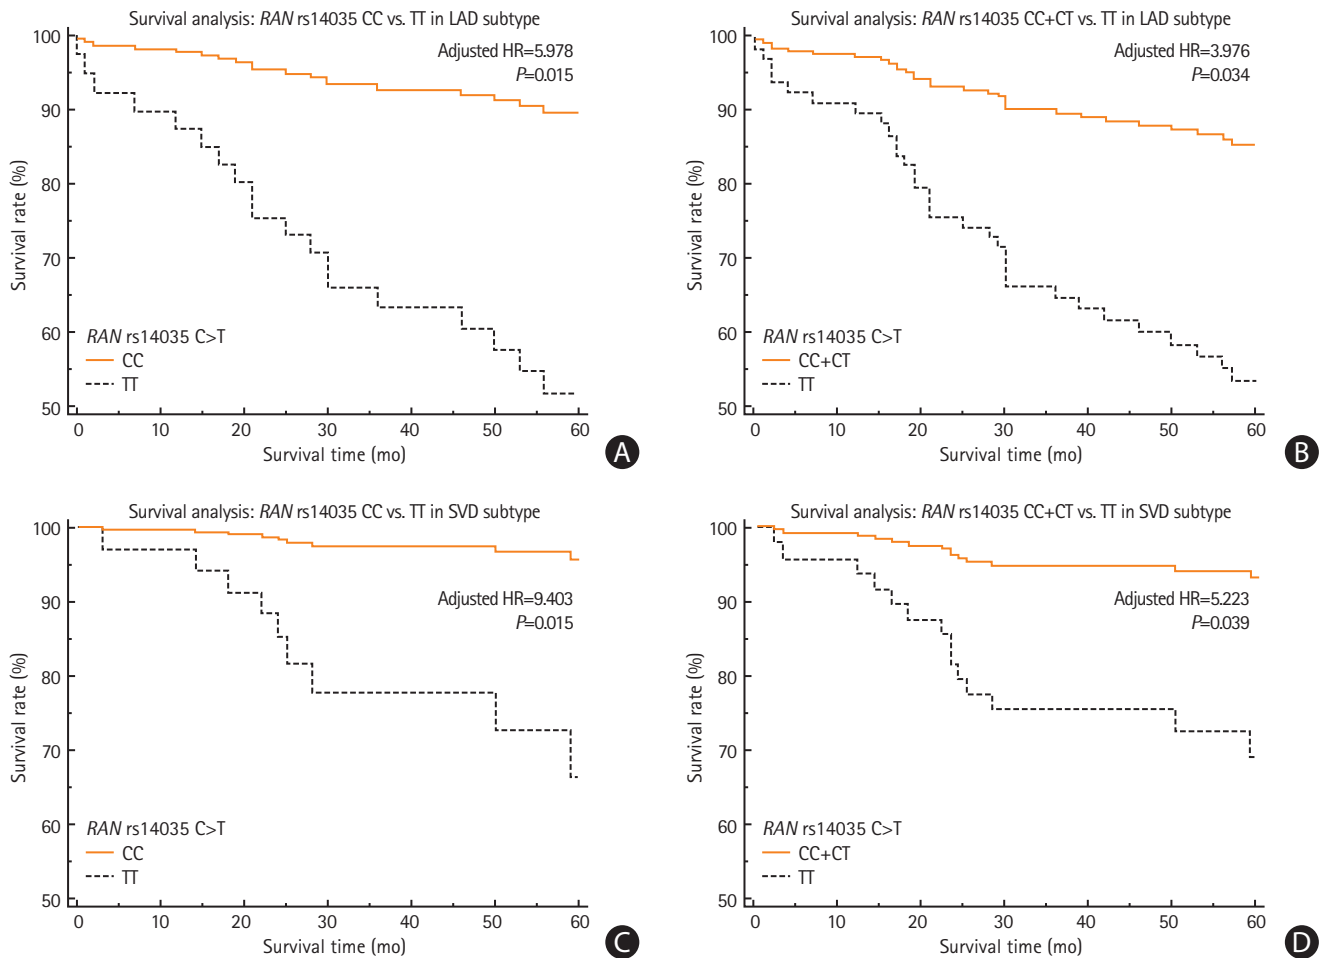 Survival analysis: RAN rs14035 CC vs. TT in LAD subtype
100
90
80
70
60
50
Survival rate (%)
Adjusted HR=5.978
P=0.015
RAN rs14035 C>T
CC
TT
0 10 20 30 40 50 60
Survival time (mo)
A
Survival analysis: RAN rs14035 CC+CT vs. TT in LAD subtype
100
90
80
70
60
50
Survival rate (%)
Adjusted HR=3.976
P=0.034
RAN rs14035 C>T
CC+CT
TT
0 10 20 30 40 50 60
Survival time (mo)
B
Survival analysis: RAN rs14035 CC vs. TT in SVD subtype
100
90
80
70
60
50
Survival rate (%)
Adjusted HR=9.403
P=0.015
RAN rs14035 C>T
CC
TT
0 10 20 30 40 50 60
Survival time (mo)
C
Survival analysis: RAN rs14035 CC+CT vs. TT in SVD subtype
100
90
80
70
60
50
Survival rate (%)
Adjusted HR=5.223
P=0.039
RAN rs14035 C>T
CC+CT
TT
0 10 20 30 40 50 60
Survival time (mo)
D